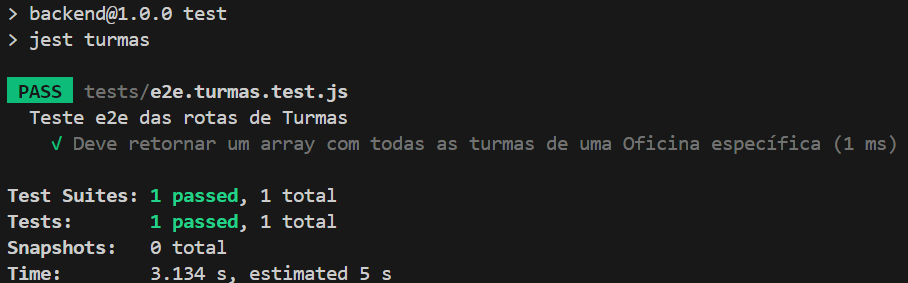 > backend@1.0.0 test
> jest turmas
PASS tests/e2e.turmas.test.js
Teste e2e das rotas de Turmas
√ Deve retornar um array com todas as turmas de uma Oficina específica (1 ms)
Test Suites: 1 passed, 1 total
Tests: 1 passed, 1 total
Snapshots: 0 total
Time: 3.134 s, estimated 5 s